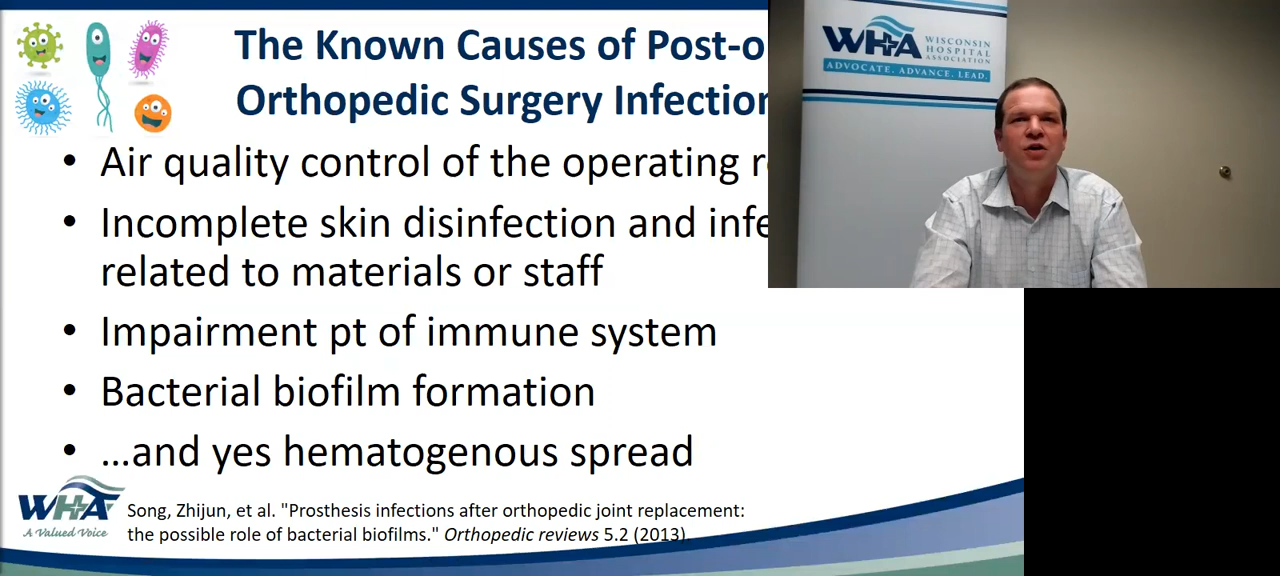 The Known Causes of Post-o
Orthopedic Surgery Infection
• Air quality control of the operating r
• Incomplete skin disinfection and infe
related to materials or staff
• Impairment pt of immune system
• Bacterial biofilm formation
• …and yes hematogenous spread
WHA
A Valued Voice
Song, Zhijun, et al. "Prosthesis infections after orthopedic joint replacement:
the possible role of bacterial biofilms." Orthopedic reviews 5.2 (2013).
WHA
WISCONSIN
HOSPITAL
ASSOCIATION
ADVOCATE. ADVANCE. LEAD.